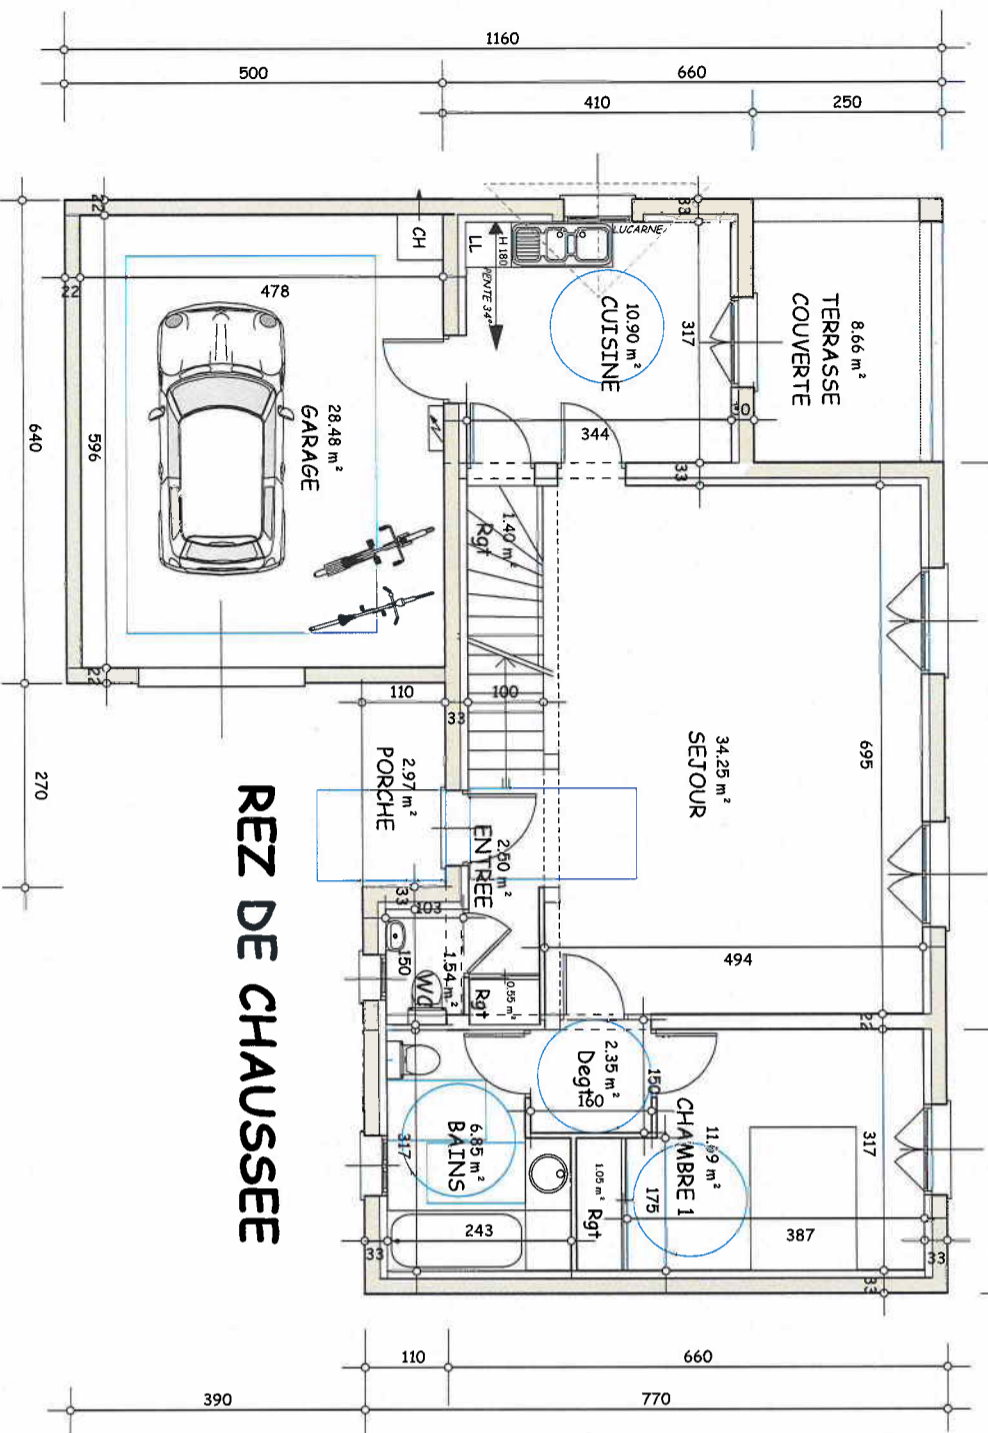 1160
500
660
410
250
22
33
CH
LL
H 180
LUCARNE
PENTE 34°
22
478
10.90 m²
CUISINE
317
8.66 m²
TERRASSE
COUVERTE
640
596
28.48 m²
GARAGE
344
33
1.40 m²
Rgt
22
110
33
100
34.25 m²
SEJOUR
695
270
2.97 m²
PORCHE
2.50 m²
ENTREE
REZ DE CHAUSSEE
33
103
150
1.54 m²
WC
0.55 m²
Rgt
494
22
2.35 m²
Degt
150
160
6.85 m²
BAINS
317
CHAMBRE 1
317
1.05 m²
Rgt
175
387
243
33
33
33
110
660
390
770